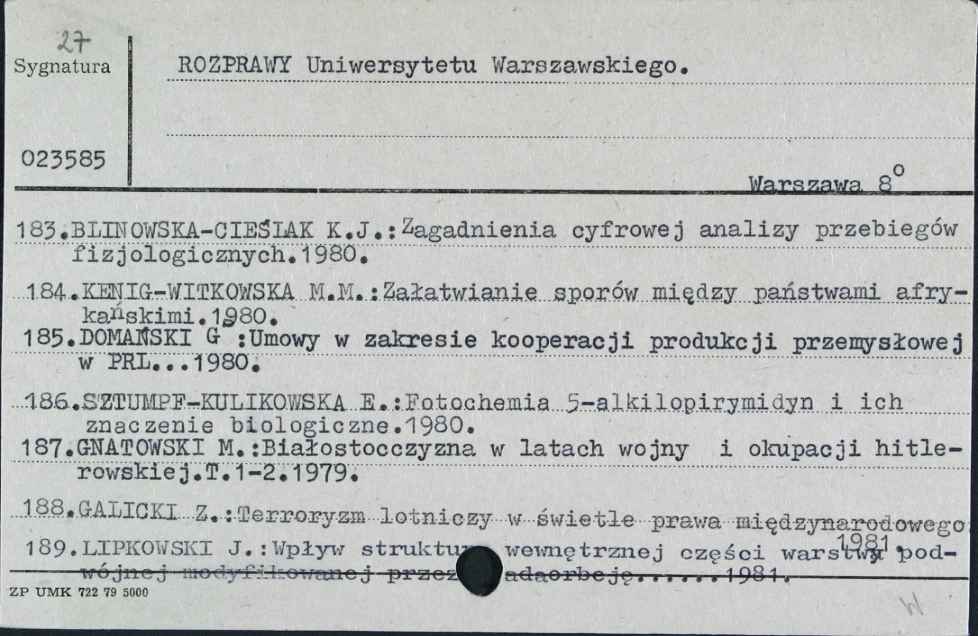 27
Sygnatura
ROZPRAWY Uniwersytetu Warszawskiego.
023585
Warszawa 8°
183.BLINOWSKA-CIEŚLAK K.J.:Zagadnienia cyfrowej analizy przebiegów
fizjologicznych.1980.
184.KENIG-WITKOWSKA M.M.:Załatwianie sporów między państwami afry-
kańskimi.1980.
185.DOMAŃSKI G :Umowy w zakresie kooperacji produkcji przemysłowej
w PRL...1980.
186.SZTUMPF-KULIKOWSKA E.:Fotochemia 5-alkilopirymidyn i ich
znaczenie biologiczne.1980.
187.GNATOWSKI M.:Białostocczyzna w latach wojny i okupacji hitle-
rowskiej.T.1-2.1979.
188.GALICKI Z.:Terroryzm lotniczy w świetle prawa międzynarodowego
1981.
189.LIPKOWSKI J.:Wpływ struktu wewnętrznej części warstwy pod-
wójnej modyfikowanej przez adaorbcję......1981.
ZP UMK 722 79 5000
W